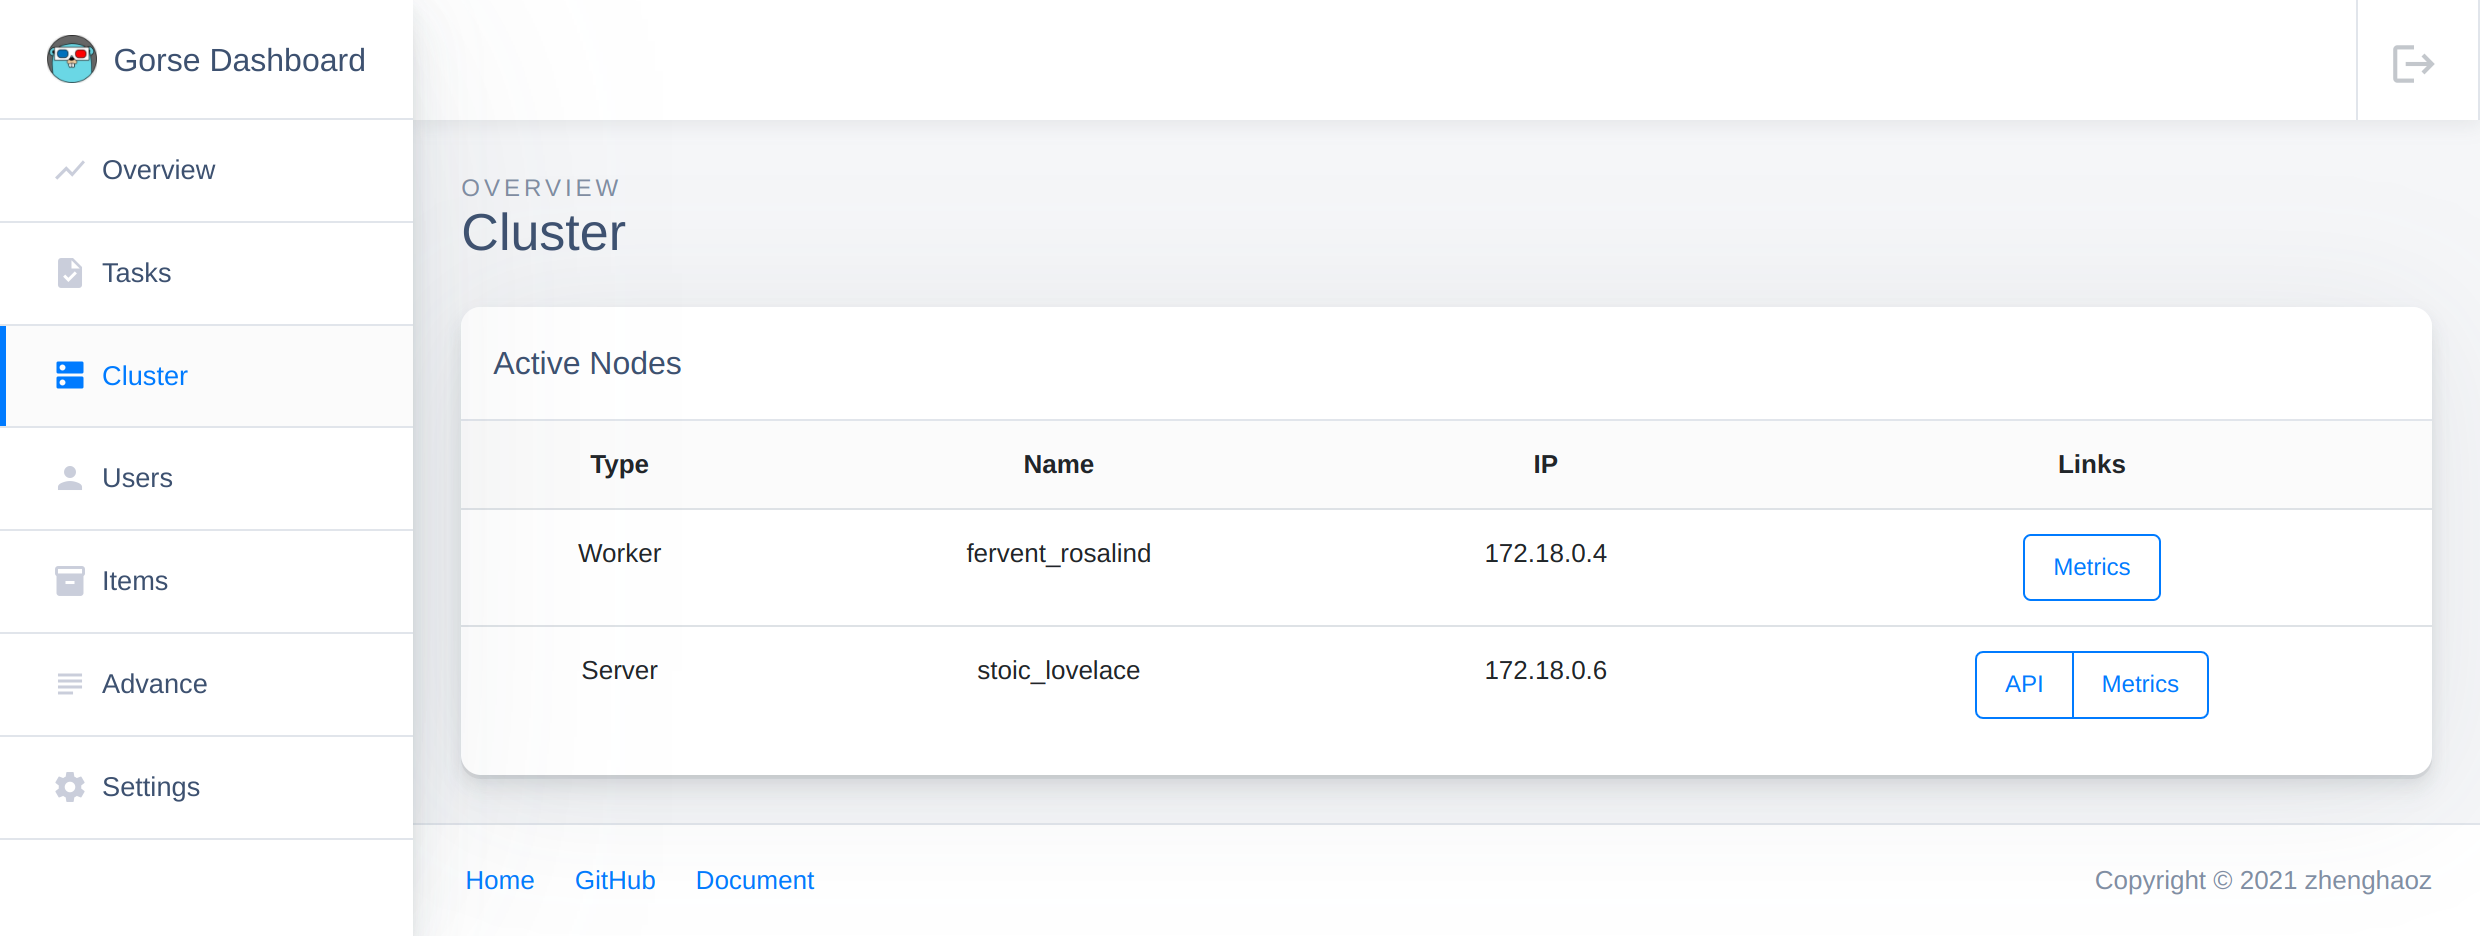 Gorse Dashboard
Overview
Tasks
Cluster
Users
Items
Advance
Settings
OVERVIEW
Cluster
Active Nodes
Type Name IP Links
Worker fervent_rosalind 172.18.0.4 Metrics
Server stoic_lovelace 172.18.0.6 API Metrics
Home GitHub Document Copyright © 2021 zhenghaoz